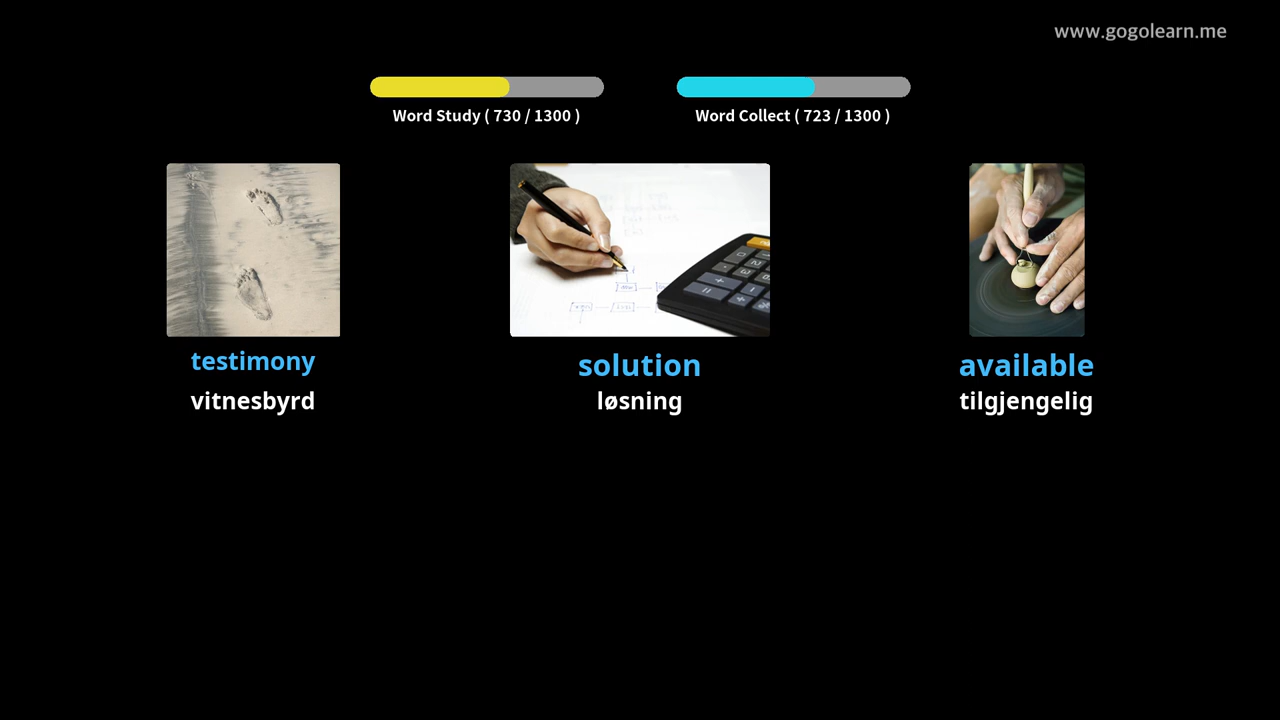 www.gogolearn.me
Word Study ( 730 / 1300 )
Word Collect ( 723 / 1300 )
testimony
vitnesbyrd
solution
løsning
available
tilgjengelig